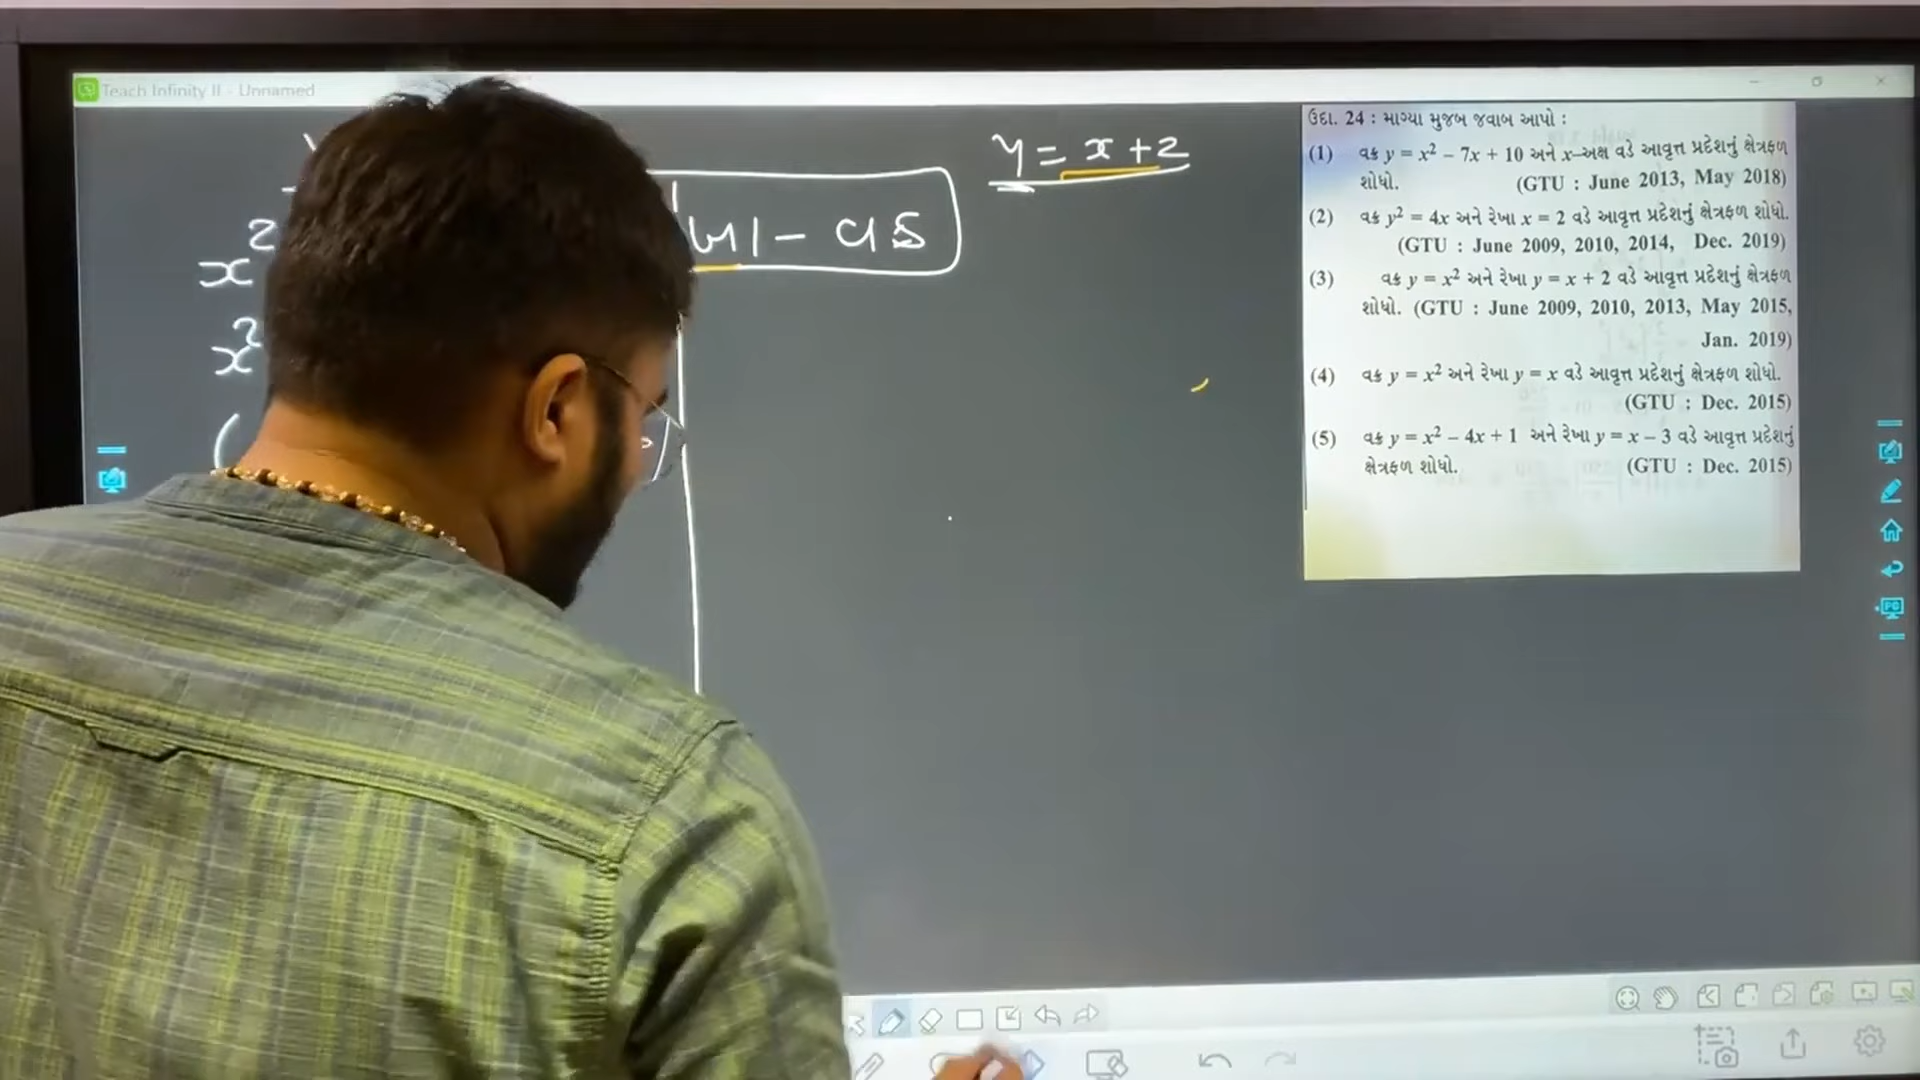 Teach Infinity II - Unnamed
y = x + 2
- વક્ર
2
x
x²
(
ઉદા. 24 : માગ્યા મુજબ જવાબ આપો :
(1) વક્ર y = x² – 7x + 10 અને x–અક્ષ વડે આવૃત્ત પ્રદેશનું ક્ષેત્રફળ
શોધો. (GTU : June 2013, May 2018)
(2) વક્ર y² = 4x અને રેખા x = 2 વડે આવૃત્ત પ્રદેશનું ક્ષેત્રફળ શોધો.
(GTU : June 2009, 2010, 2014, Dec. 2019)
(3) વક્ર y = x² અને રેખા y = x + 2 વડે આવૃત્ત પ્રદેશનું ક્ષેત્રફળ
શોધો. (GTU : June 2009, 2010, 2013, May 2015,
Jan. 2019)
(4) વક્ર y = x² અને રેખા y = x વડે આવૃત્ત પ્રદેશનું ક્ષેત્રફળ શોધો.
(GTU : Dec. 2015)
(5) વક્ર y = x² – 4x + 1 અને રેખા y = x – 3 વડે આવૃત્ત પ્રદેશનું
ક્ષેત્રફળ શોધો. (GTU : Dec. 2015)